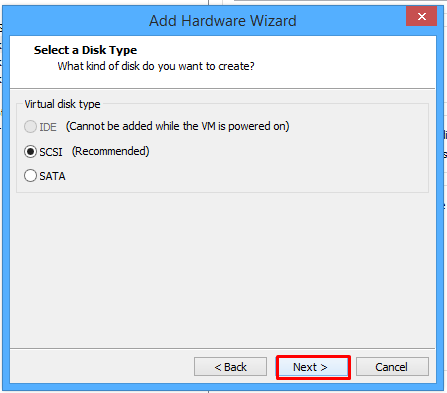 Add Hardware Wizard
Select a Disk Type
What kind of disk do you want to create?
Virtual disk type
IDE (Cannot be added while the VM is powered on)
SCSI (Recommended)
SATA
< Back Next > Cancel